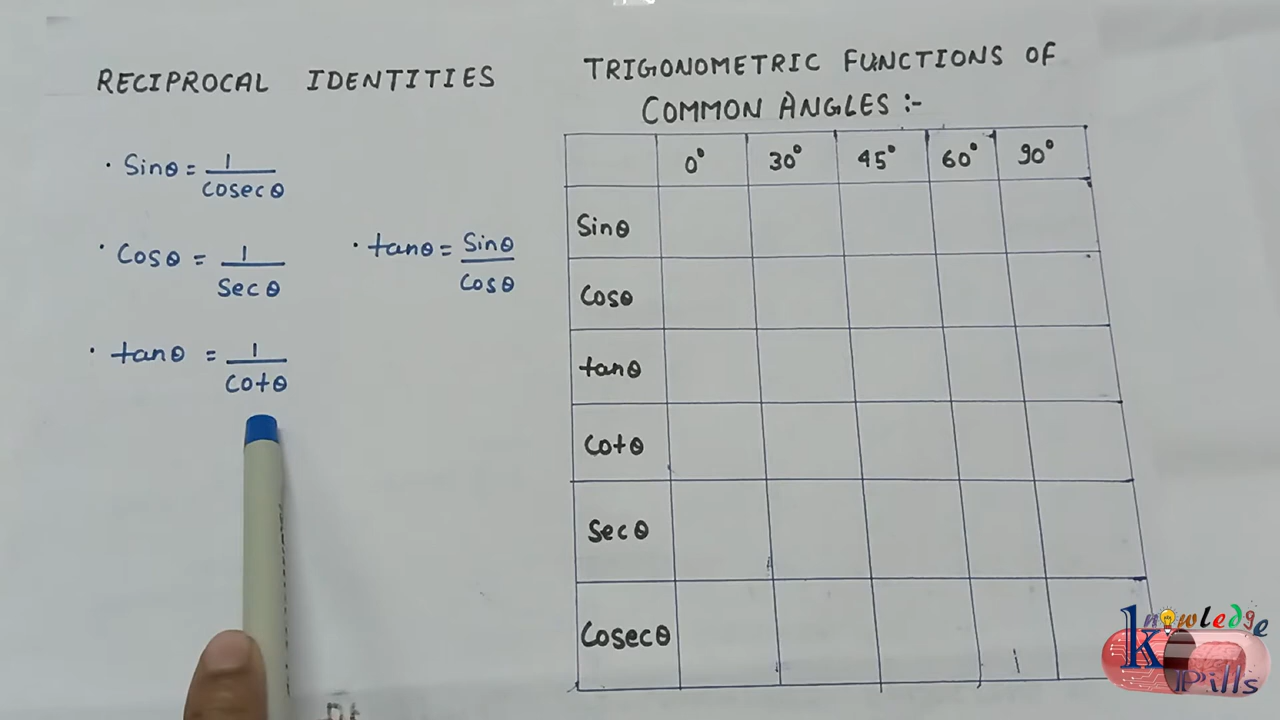 RECIPROCAL IDENTITIES
• Sinθ = 1/Cosecθ
• Cosθ = 1/Secθ
• tanθ = Sinθ/Cosθ
• tanθ = 1/Cotθ
TRIGONOMETRIC FUNCTIONS OF
COMMON ANGLES :-
0° 30° 45° 60° 90°
Sinθ
Cosθ
tanθ
Cotθ
Secθ
Cosecθ
knowledge
Pills